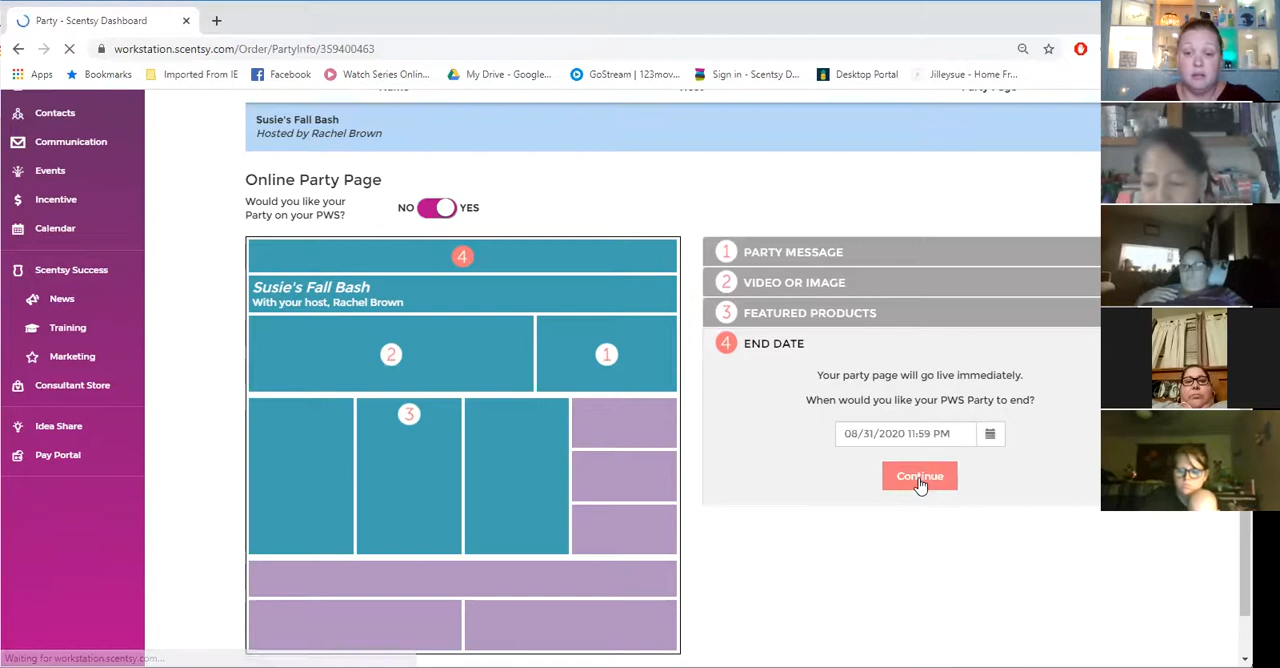 Party - Scentsy Dashboard
workstation.scentsy.com/Order/PartyInfo/359400463
Apps
Bookmarks
Imported From IE
Facebook
Watch Series Onlin...
My Drive - Google...
GoStream | 123mov...
Sign in - Scentsy D...
Desktop Portal
Jilleysue - Home Fr...
Contacts
Communication
Events
Incentive
Calendar
Scentsy Success
News
Training
Marketing
Consultant Store
Idea Share
Pay Portal
Susie's Fall Bash
Hosted by Rachel Brown
Online Party Page
Would you like your
Party on your PWS?
NO YES
4
Susie's Fall Bash
With your host, Rachel Brown
2
1
3
1 PARTY MESSAGE
2 VIDEO OR IMAGE
3 FEATURED PRODUCTS
4 END DATE
Your party page will go live immediately.
When would you like your PWS Party to end?
08/31/2020 11:59 PM
Continue
Waiting for workstation.scentsy.com...